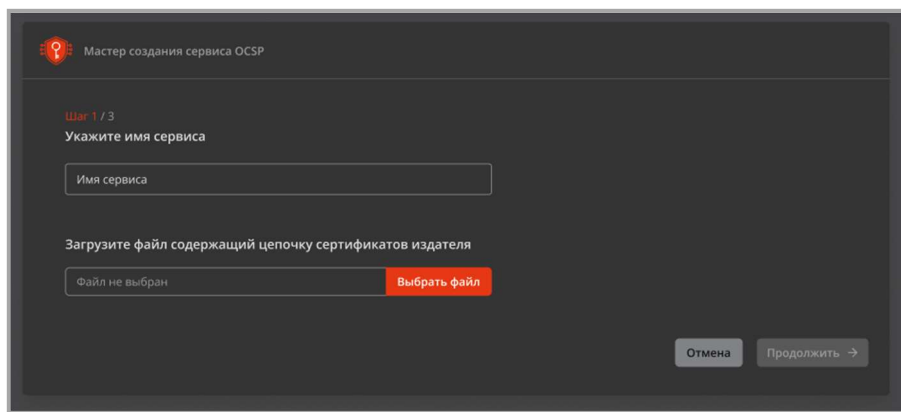 Мастер создания сервиса OCSP
Шаг 1 / 3
Укажите имя сервиса
Имя сервиса
Загрузите файл содержащий цепочку сертификатов издателя
Файл не выбран
Выбрать файл
Отмена
Продолжить →